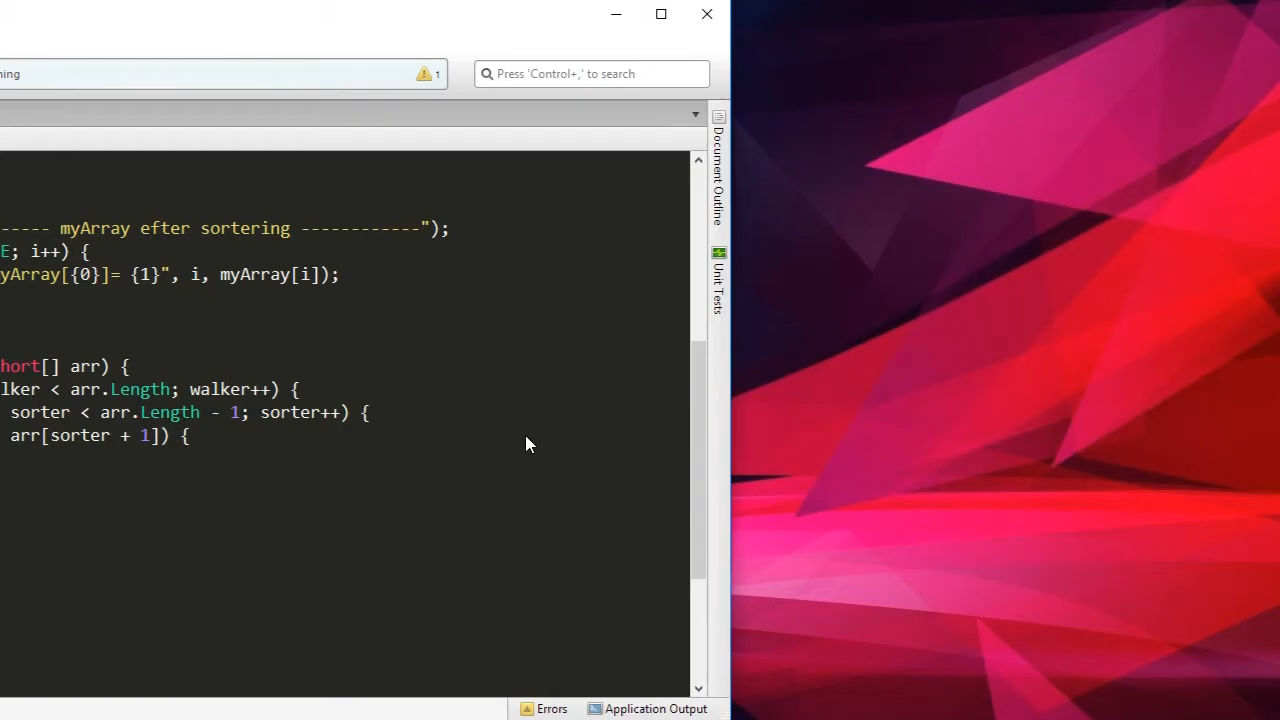 ning
1
Press 'Control+,' to search
Document Outline
Unit Tests
----- myArray efter sortering ------------");
E; i++) {
yArray[{0}]= {1}", i, myArray[i]);
hort[] arr) {
lker < arr.Length; walker++) {
sorter < arr.Length - 1; sorter++) {
arr[sorter + 1]) {
Errors
Application Output